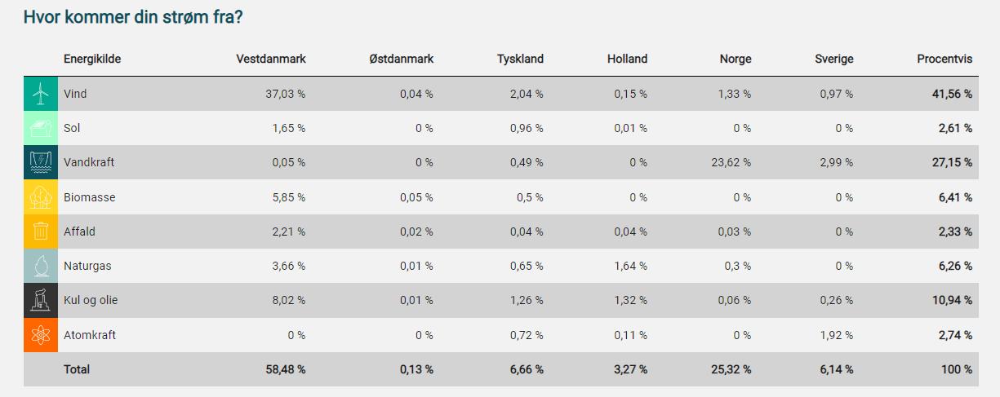 Hvor kommer din strøm fra?
Energikilde Vestdanmark Østdanmark Tyskland Holland Norge Sverige Procentvis
Vind 37,03 % 0,04 % 2,04 % 0,15 % 1,33 % 0,97 % 41,56 %
Sol 1,65 % 0 % 0,96 % 0,01 % 0 % 0 % 2,61 %
Vandkraft 0,05 % 0 % 0,49 % 0 % 23,62 % 2,99 % 27,15 %
Biomasse 5,85 % 0,05 % 0,5 % 0 % 0 % 0 % 6,41 %
Affald 2,21 % 0,02 % 0,04 % 0,04 % 0,03 % 0 % 2,33 %
Naturgas 3,66 % 0,01 % 0,65 % 1,64 % 0,3 % 0 % 6,26 %
Kul og olie 8,02 % 0,01 % 1,26 % 1,32 % 0,06 % 0,26 % 10,94 %
Atomkraft 0 % 0 % 0,72 % 0,11 % 0 % 1,92 % 2,74 %
Total 58,48 % 0,13 % 6,66 % 3,27 % 25,32 % 6,14 % 100 %